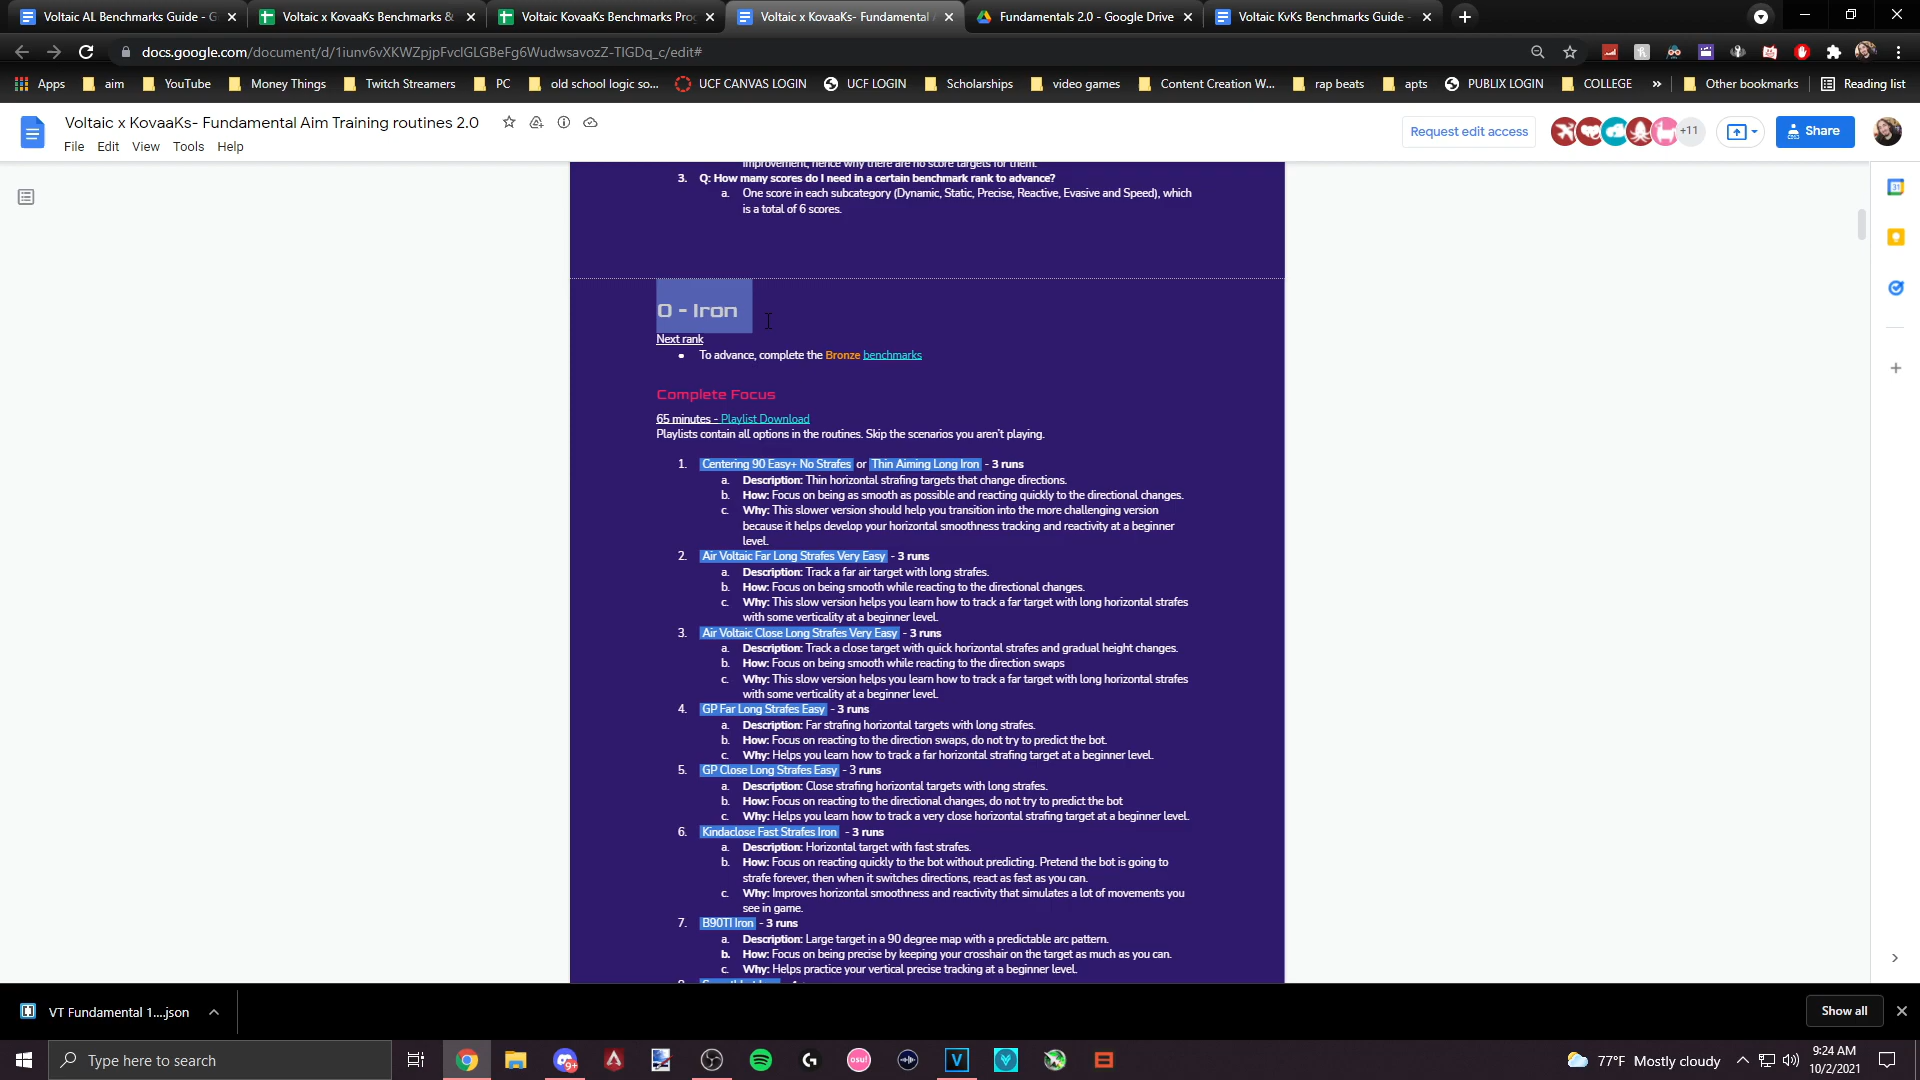 Voltaic AL Benchmarks Guide - G
Voltaic x KovaaKs Benchmarks &
Voltaic KovaaKs Benchmarks Pro
Voltaic x KovaaKs- Fundamental
Fundamentals 2.0 - Google Drive
Voltaic KvKs Benchmarks Guide -
docs.google.com/document/d/1iunv6vXKWZpjpFvclGLGBeFg6WudwsavozZ-TIGDq_c/edit#
Apps
aim
YouTube
Money Things
Twitch Streamers
PC
old school logic so...
UCF CANVAS LOGIN
UCF LOGIN
Scholarships
video games
Content Creation W...
rap beats
apts
PUBLIX LOGIN
COLLEGE
»
Other bookmarks
Reading list
Voltaic x KovaaKs- Fundamental Aim Training routines 2.0
File Edit View Tools Help
Request edit access
+11
Share
improvement, hence why there are no score targets for them.
3. Q: How many scores do I need in a certain benchmark rank to advance?
a. One score in each subcategory (Dynamic, Static, Precise, Reactive, Evasive and Speed), which
is a total of 6 scores.
0 - Iron
Next rank
● To advance, complete the Bronze benchmarks
Complete Focus
65 minutes - Playlist Download
Playlists contain all options in the routines. Skip the scenarios you aren't playing.
1. Centering 90 Easy+ No Strafes or Thin Aiming Long Iron - 3 runs
a. Description: Thin horizontal strafing targets that change directions.
b. How: Focus on being as smooth as possible and reacting quickly to the directional changes.
c. Why: This slower version should help you transition into the more challenging version
because it helps develop your horizontal smoothness tracking and reactivity at a beginner
level.
2. Air Voltaic Far Long Strafes Very Easy - 3 runs
a. Description: Track a far air target with long strafes.
b. How: Focus on being smooth while reacting to the directional changes.
c. Why: This slow version helps you learn how to track a far target with long horizontal strafes
with some verticality at a beginner level.
3. Air Voltaic Close Long Strafes Very Easy - 3 runs
a. Description: Track a close target with quick horizontal strafes and gradual height changes.
b. How: Focus on being smooth while reacting to the direction swaps
c. Why: This slow version helps you learn how to track a far target with long horizontal strafes
with some verticality at a beginner level.
4. GP Far Long Strafes Easy - 3 runs
a. Description: Far strafing horizontal targets with long strafes.
b. How: Focus on reacting to the direction swaps, do not try to predict the bot.
c. Why: Helps you learn how to track a far horizontal strafing target at a beginner level.
5. GP Close Long Strafes Easy - 3 runs
a. Description: Close strafing horizontal targets with long strafes.
b. How: Focus on reacting to the directional changes, do not try to predict the bot
c. Why: Helps you learn how to track a very close horizontal strafing target at a beginner level.
6. Kindaclose Fast Strafes Iron - 3 runs
a. Description: Horizontal target with fast strafes.
b. How: Focus on reacting quickly to the bot without predicting. Pretend the bot is going to
strafe forever, then when it switches directions, react as fast as you can.
c. Why: Improves horizontal smoothness and reactivity that simulates a lot of movements you
see in game.
7. B90TI Iron - 3 runs
a. Description: Large target in a 90 degree map with a predictable arc pattern.
b. How: Focus on being precise by keeping your crosshair on the target as much as you can.
c. Why: Helps practice your vertical precise tracking at a beginner level.
VT Fundamental 1....json
Show all
Type here to search
77°F Mostly cloudy
9:24 AM
10/2/2021